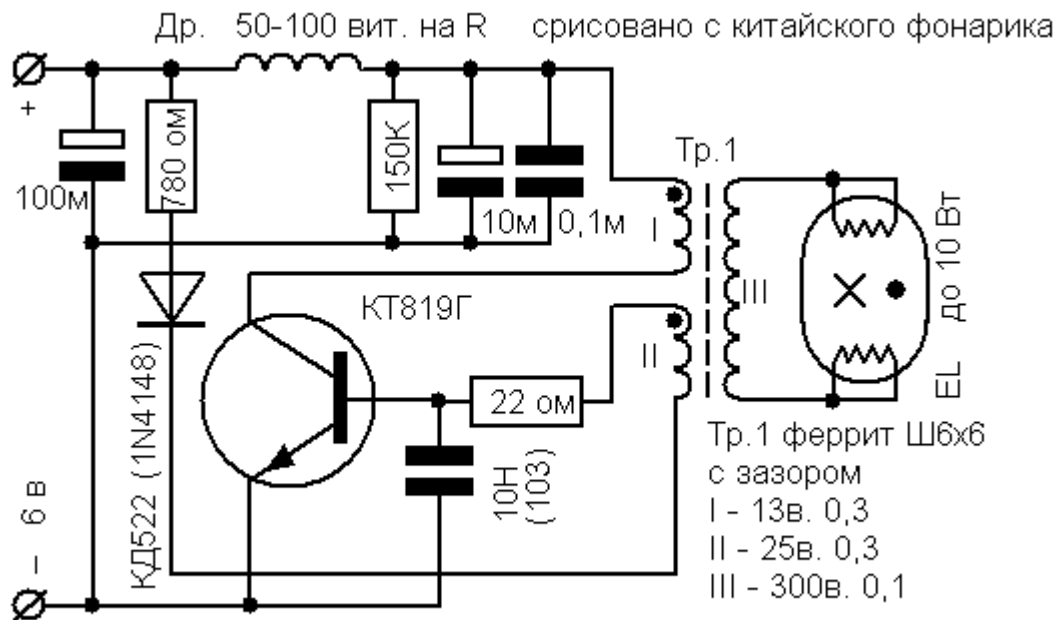 Др. 50-100 вит. на R срисовано с китайского фонарика
+
100м
780 ом
150К
10м
0,1м
Тр.1
I
II
III
до 10 Вт
EL
КТ819Г
22 ом
КД522 (1N4148)
10Н
(103)
– 6 в
Тр.1 феррит Ш6х6
с зазором
I - 13в. 0,3
II - 25в. 0,3
III - 300в. 0,1